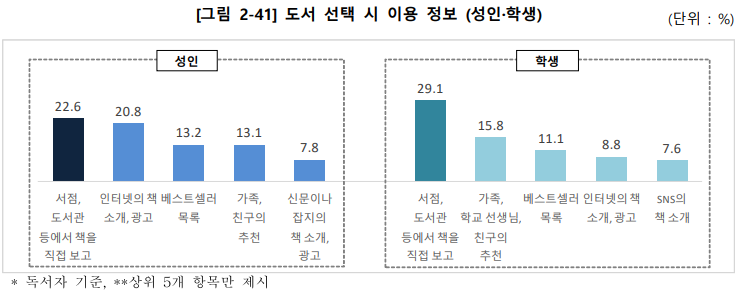 [그림 2-41] 도서 선택 시 이용 정보 (성인·학생)
(단위 : %)
성인
22.6
20.8
13.2
13.1
7.8
서점,
도서관
등에서 책을
직접 보고
인터넷의 책
소개, 광고
베스트셀러
목록
가족,
친구의
추천
신문이나
잡지의
책 소개,
광고
학생
29.1
15.8
11.1
8.8
7.6
서점,
도서관
등에서 책을
직접 보고
가족,
학교 선생님,
친구의
추천
베스트셀러
목록
인터넷의 책
소개, 광고
SNS의
책 소개
* 독서자 기준, **상위 5개 항목만 제시